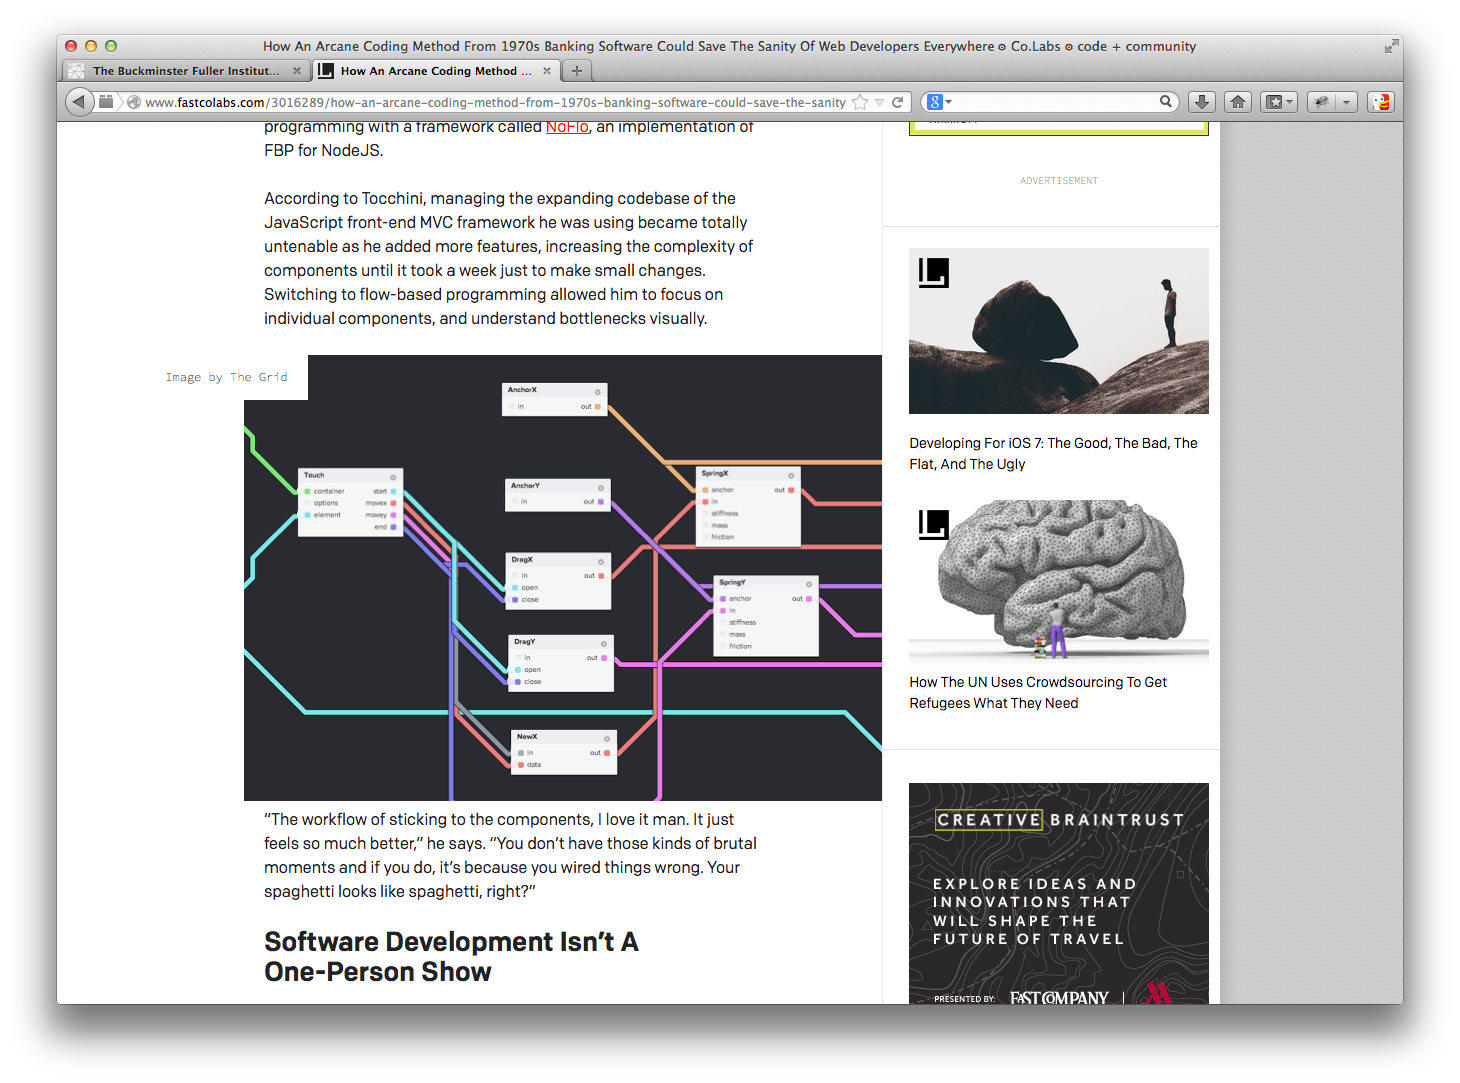 How An Arcane Coding Method From 1970s Banking Software Could Save The Sanity Of Web Developers Everywhere ⚙ Co.Labs ⚙ code + community
The Buckminster Fuller Institut...
How An Arcane Coding Method ...
www.fastcolabs.com/3016289/how-an-arcane-coding-method-from-1970s-banking-software-could-save-the-sanity
programming with a framework called NoFlo, an implementation of
FBP for NodeJS.
According to Tocchini, managing the expanding codebase of the
JavaScript front-end MVC framework he was using became totally
untenable as he added more features, increasing the complexity of
components until it took a week just to make small changes.
Switching to flow-based programming allowed him to focus on
individual components, and understand bottlenecks visually.
Image by The Grid
AnchorX
in out
Touch
container start
options movex
element movey
end
AnchorY
in out
SpringX
anchor out
in
stiffness
mass
friction
DragX
in out
open
close
SpringY
anchor out
in
stiffness
mass
friction
DragY
in out
open
close
NewX
in out
data
“The workflow of sticking to the components, I love it man. It just
feels so much better,” he says. “You don’t have those kinds of brutal
moments and if you do, it’s because you wired things wrong. Your
spaghetti looks like spaghetti, right?”
Software Development Isn’t A
One-Person Show
ADVERTISEMENT
Developing For iOS 7: The Good, The Bad, The
Flat, And The Ugly
How The UN Uses Crowdsourcing To Get
Refugees What They Need
CREATIVE BRAINTRUST
EXPLORE IDEAS AND
INNOVATIONS THAT
WILL SHAPE THE
FUTURE OF TRAVEL
PRESENTED BY: FAST COMPANY